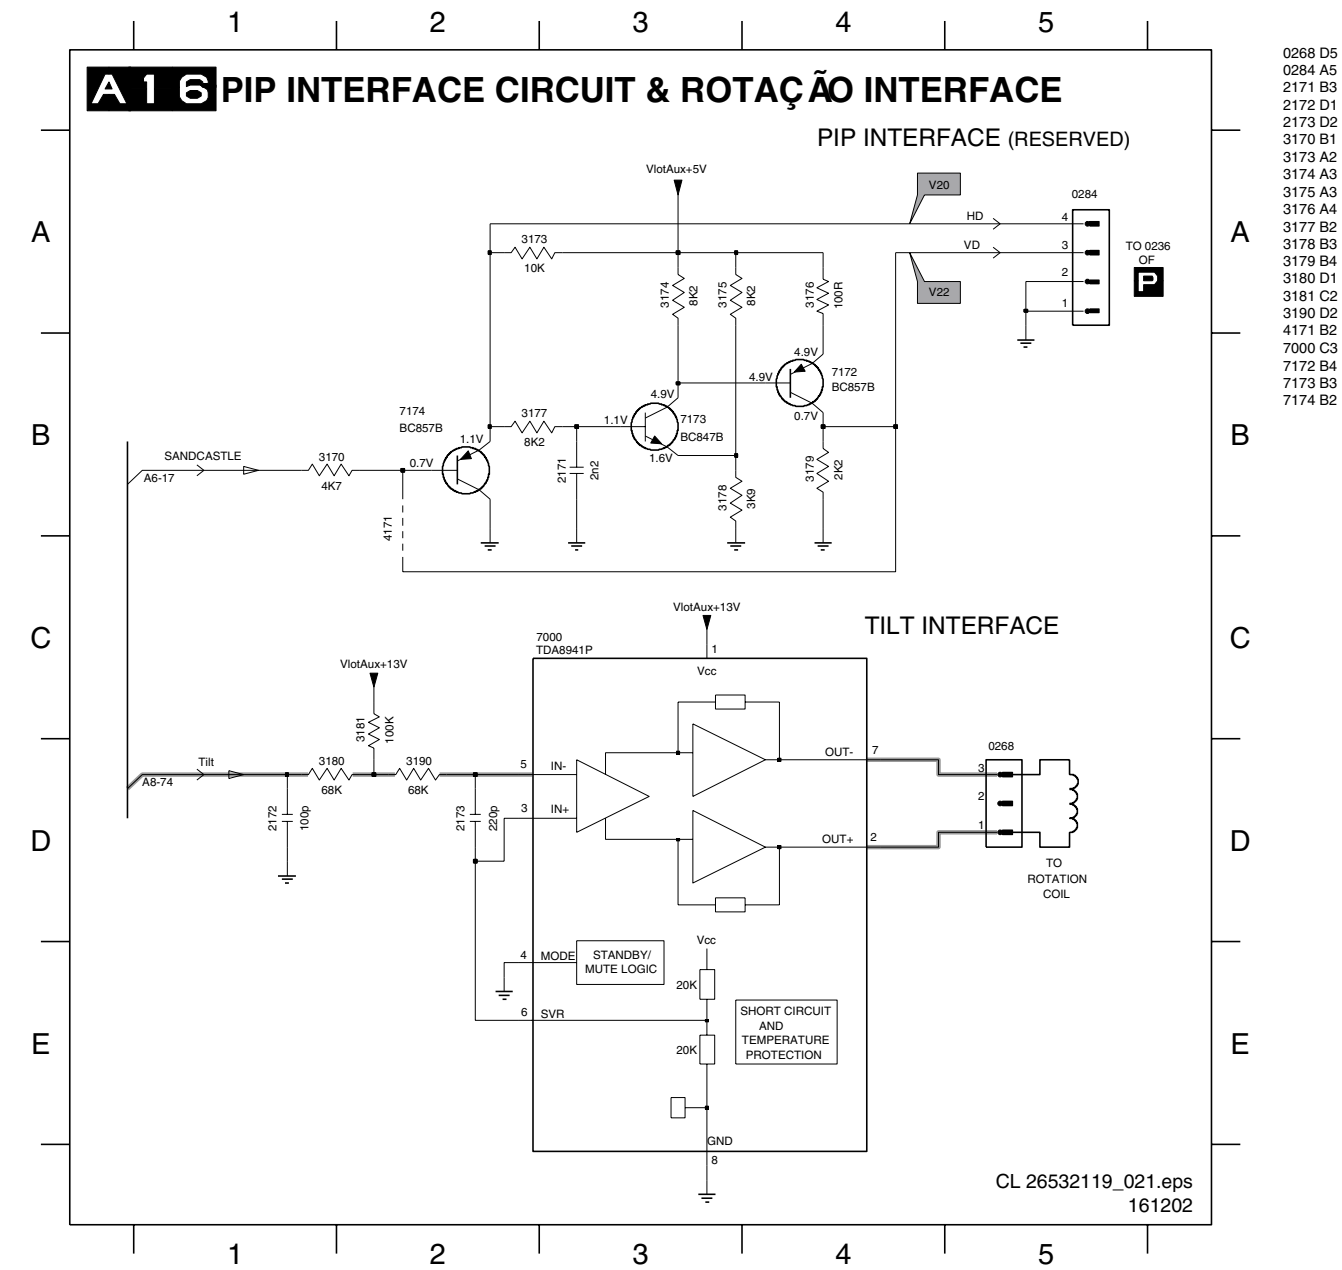 1 2 3 4 5
A16 PIP INTERFACE CIRCUIT & ROTAÇÃO INTERFACE
PIP INTERFACE (RESERVED)
VlotAux+5V
V20
0284
HD
4
A
A
3173
10K
VD
3
TO 0236
OF
P
3174
8K2
3175
8K2
3176
100R
V22
2
1
4.9V
7172
BC857B
4.9V
0.7V
4.9V
7174
BC857B
3177
8K2
1.1V
7173
BC847B
1.6V
B
B
1.1V
SANDCASTLE
A6-17
3170
4K7
0.7V
2171
2n2
3178
3K9
3179
2K2
4171
VlotAux+13V
TILT INTERFACE
C
C
7000
TDA8941P
1
Vcc
VlotAux+13V
3181
100K
Tilt
A8-74
3180
68K
3190
68K
5
IN-
OUT-
7
0268
3
2
1
2172
100p
2173
220p
3
IN+
OUT+
2
D
D
TO
ROTATION
COIL
4
MODE
STANDBY/
MUTE LOGIC
Vcc
20K
6
SVR
SHORT CIRCUIT
AND
TEMPERATURE
PROTECTION
20K
E
E
GND
8
CL 26532119_021.eps
161202
1 2 3 4 5
0268 D5
0284 A5
2171 B3
2172 D1
2173 D2
3170 B1
3173 A2
3174 A3
3175 A3
3176 A4
3177 B2
3178 B3
3179 B4
3180 D1
3181 C2
3190 D2
4171 B2
7000 C3
7172 B4
7173 B3
7174 B2